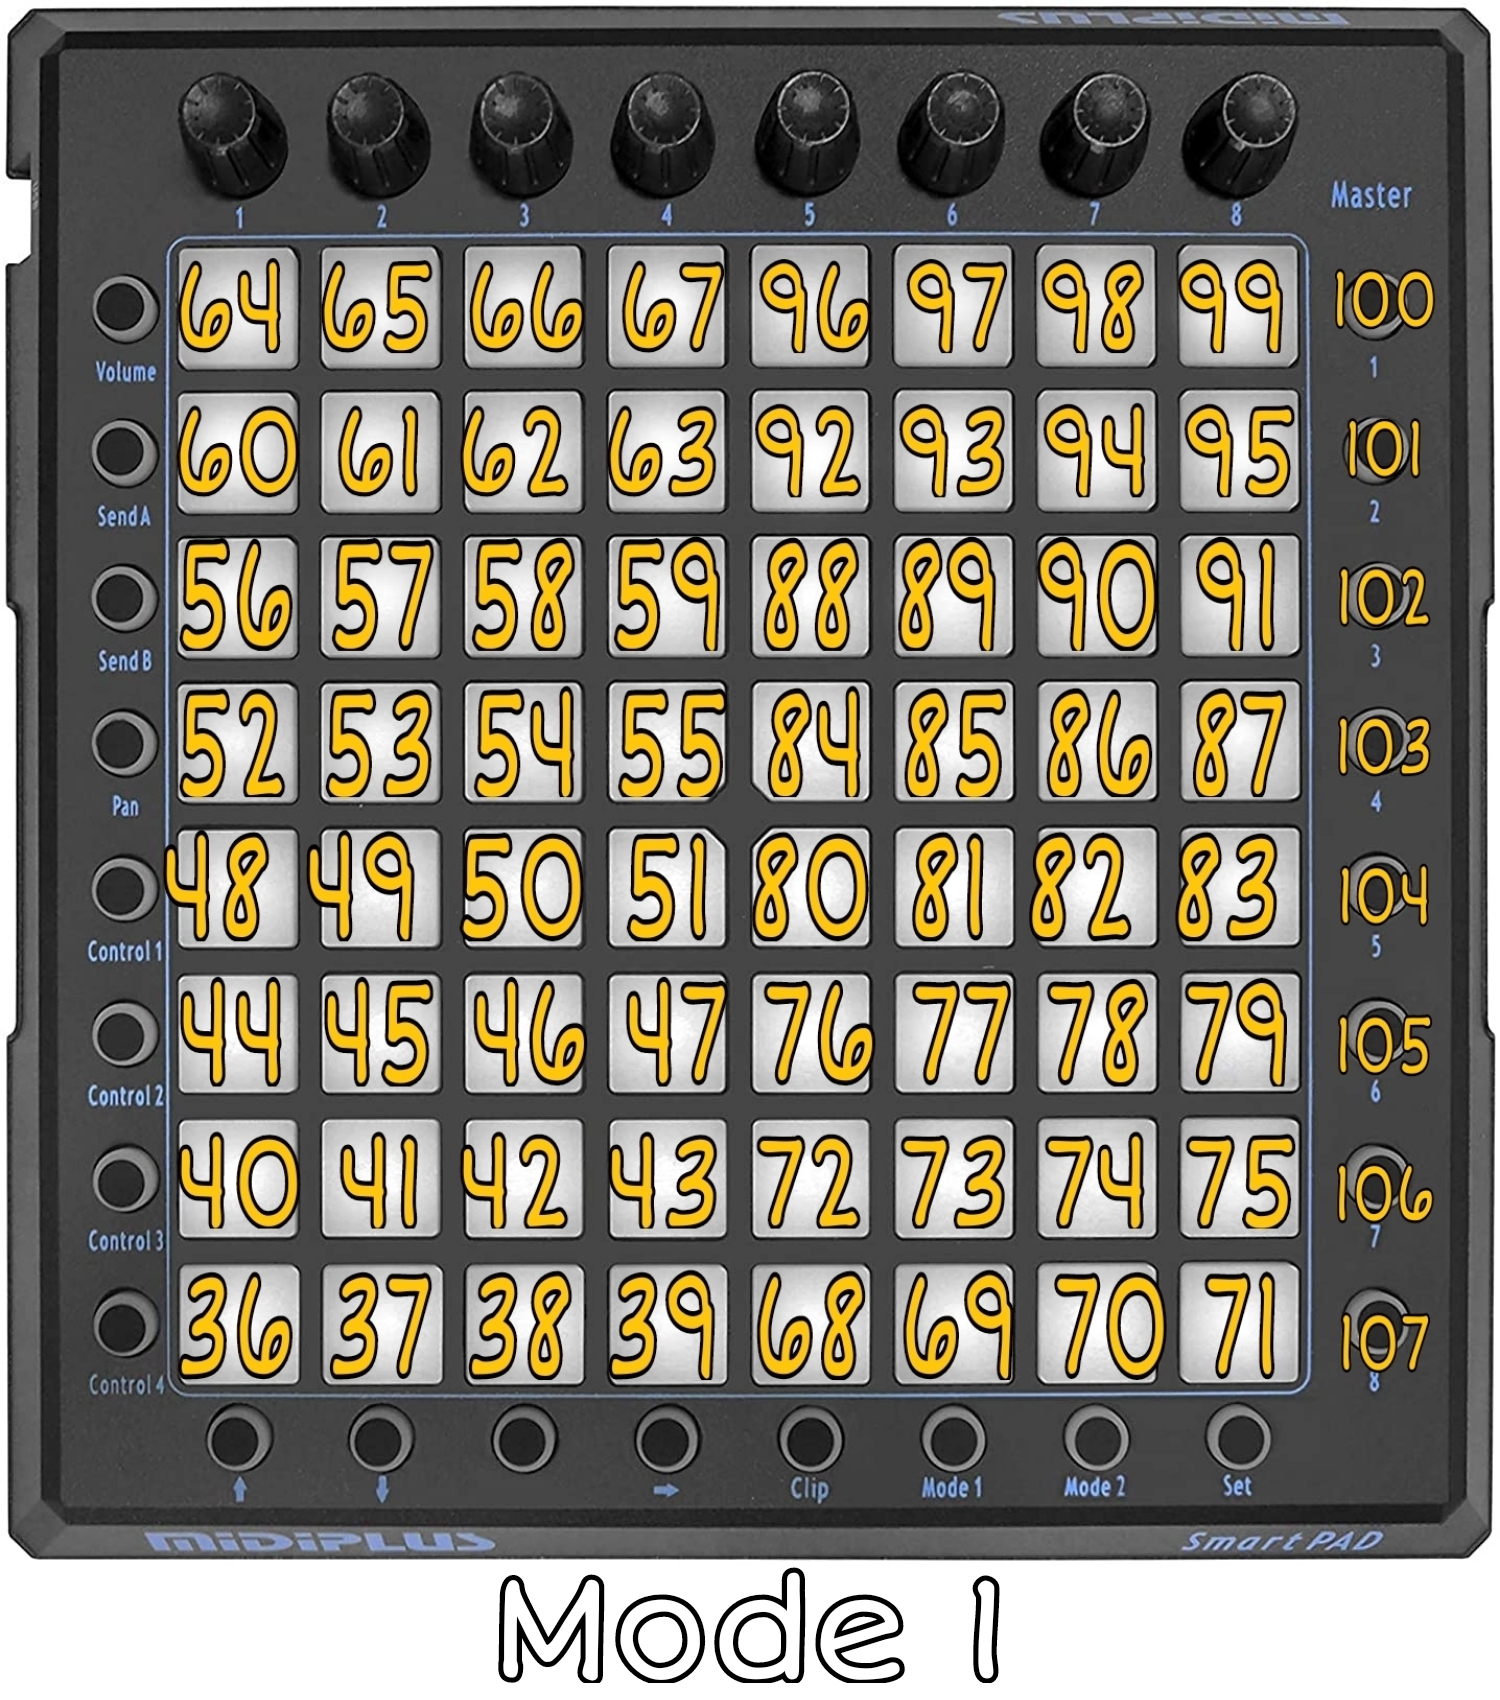 MIDIPLUS
1 2 3 4 5 6 7 8
Master
64 65 66 67 96 97 98 99 100
Volume 1
60 61 62 63 92 93 94 95 101
Send A 2
56 57 58 59 88 89 90 91 102
Send B 3
52 53 54 55 84 85 86 87 103
Pan 4
48 49 50 51 80 81 82 83 104
Control 1 5
44 45 46 47 76 77 78 79 105
Control 2 6
40 41 42 43 72 73 74 75 106
Control 3 7
36 37 38 39 68 69 70 71 107
Control 4 8
⬆ ⬇ ➡ Clip Mode 1 Mode 2 Set
MIDIPLUS SmartPAD
Mode 1